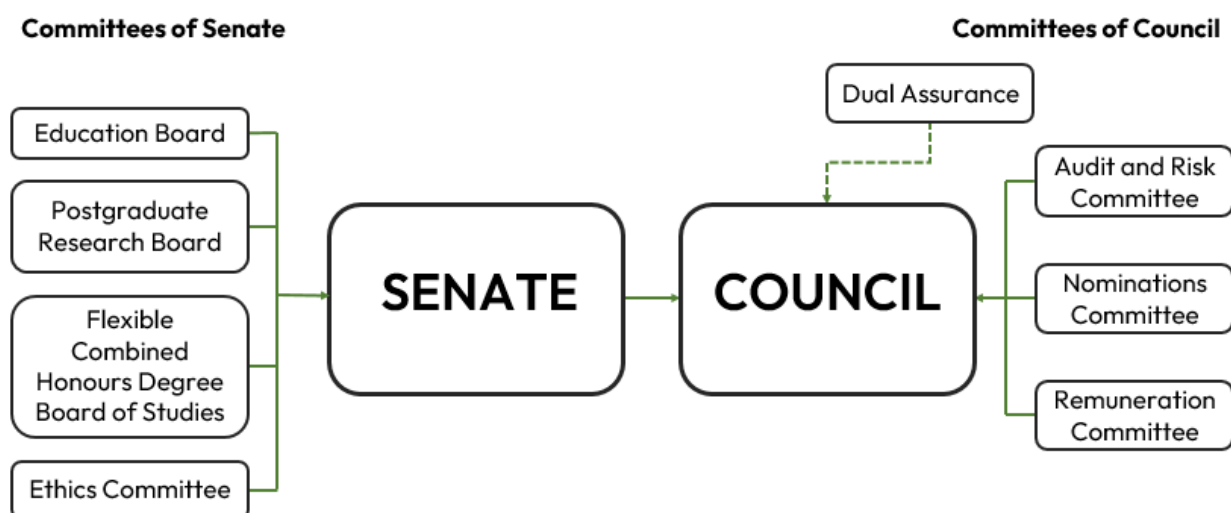 Committees of Senate
Committees of Council
Dual Assurance
Education Board
Postgraduate
Research Board
Flexible
Combined
Honours Degree
Board of Studies
Ethics Committee
SENATE
COUNCIL
Audit and Risk
Committee
Nominations
Committee
Remuneration
Committee